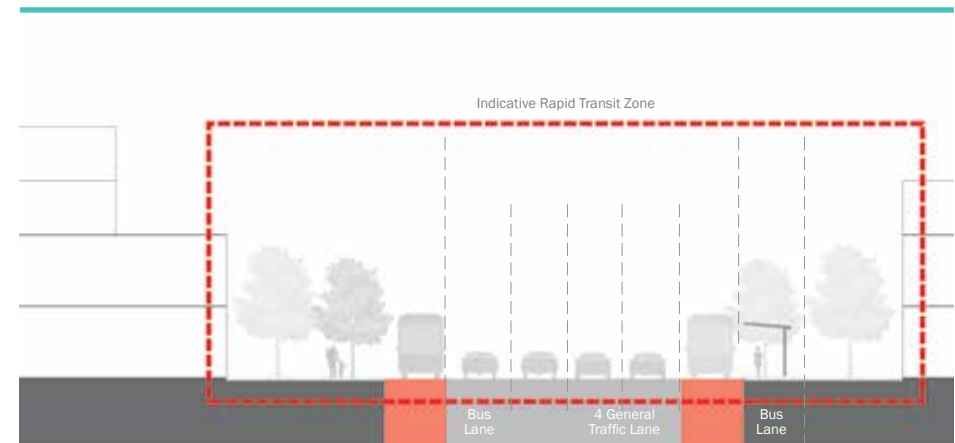 Indicative Rapid Transit Zone
Bus
Lane
4 General
Traffic Lane
Bus
Lane